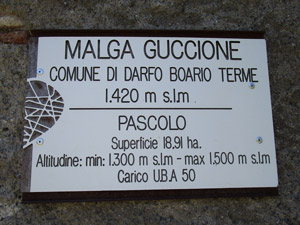 MALGA GUCCIONE
COMUNE DI DARFO BOARIO TERME
1.420 m s.l.m
PASCOLO
Superficie 18,91 ha.
Altitudine: min: 1.300 m s.l.m - max 1.500 m s.l.m
Carico U.B.A 50